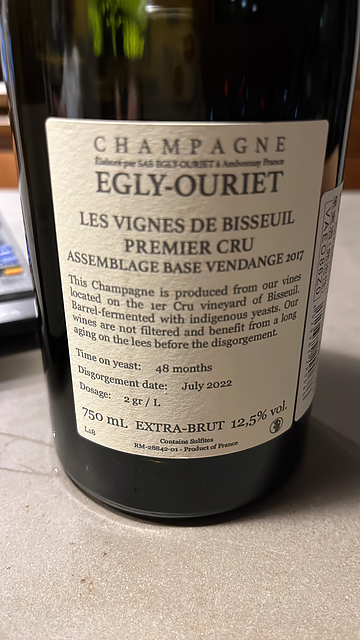 CHAMPAGNE
Élaboré par SAS EGLY-OURIET à Ambonnay France
EGLY-OURIET
LES VIGNES DE BISSEUIL
PREMIER CRU
ASSEMBLAGE BASE VENDANGE 2017
This Champagne is produced from our vines
located on the 1er Cru vineyard of Bisseuil.
Barrel-fermented with indigenous yeasts. Our
wines are not filtered and benefit from a long
aging on the lees before the disgorgement.
Time on yeast: 48 months
Disgorgement date: July 2022
Dosage: 2 gr / L
750 mL EXTRA-BRUT 12,5% vol.
L18
Contains Sulfites
RM-28842-01 - Product of France